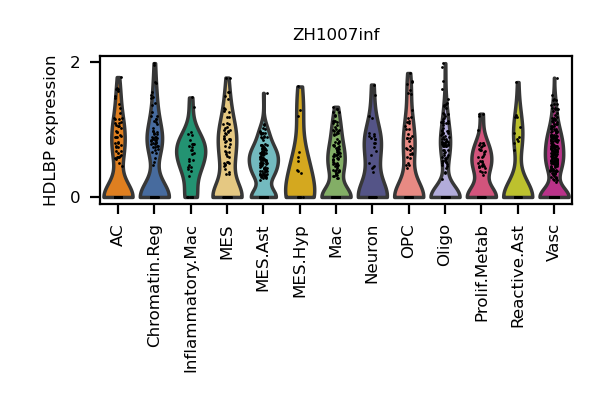 ZH1007inf
HDLBP expression
2
0
AC
Chromatin.Reg
Inflammatory.Mac
MES
MES.Ast
MES.Hyp
Mac
Neuron
OPC
Oligo
Prolif.Metab
Reactive.Ast
Vasc